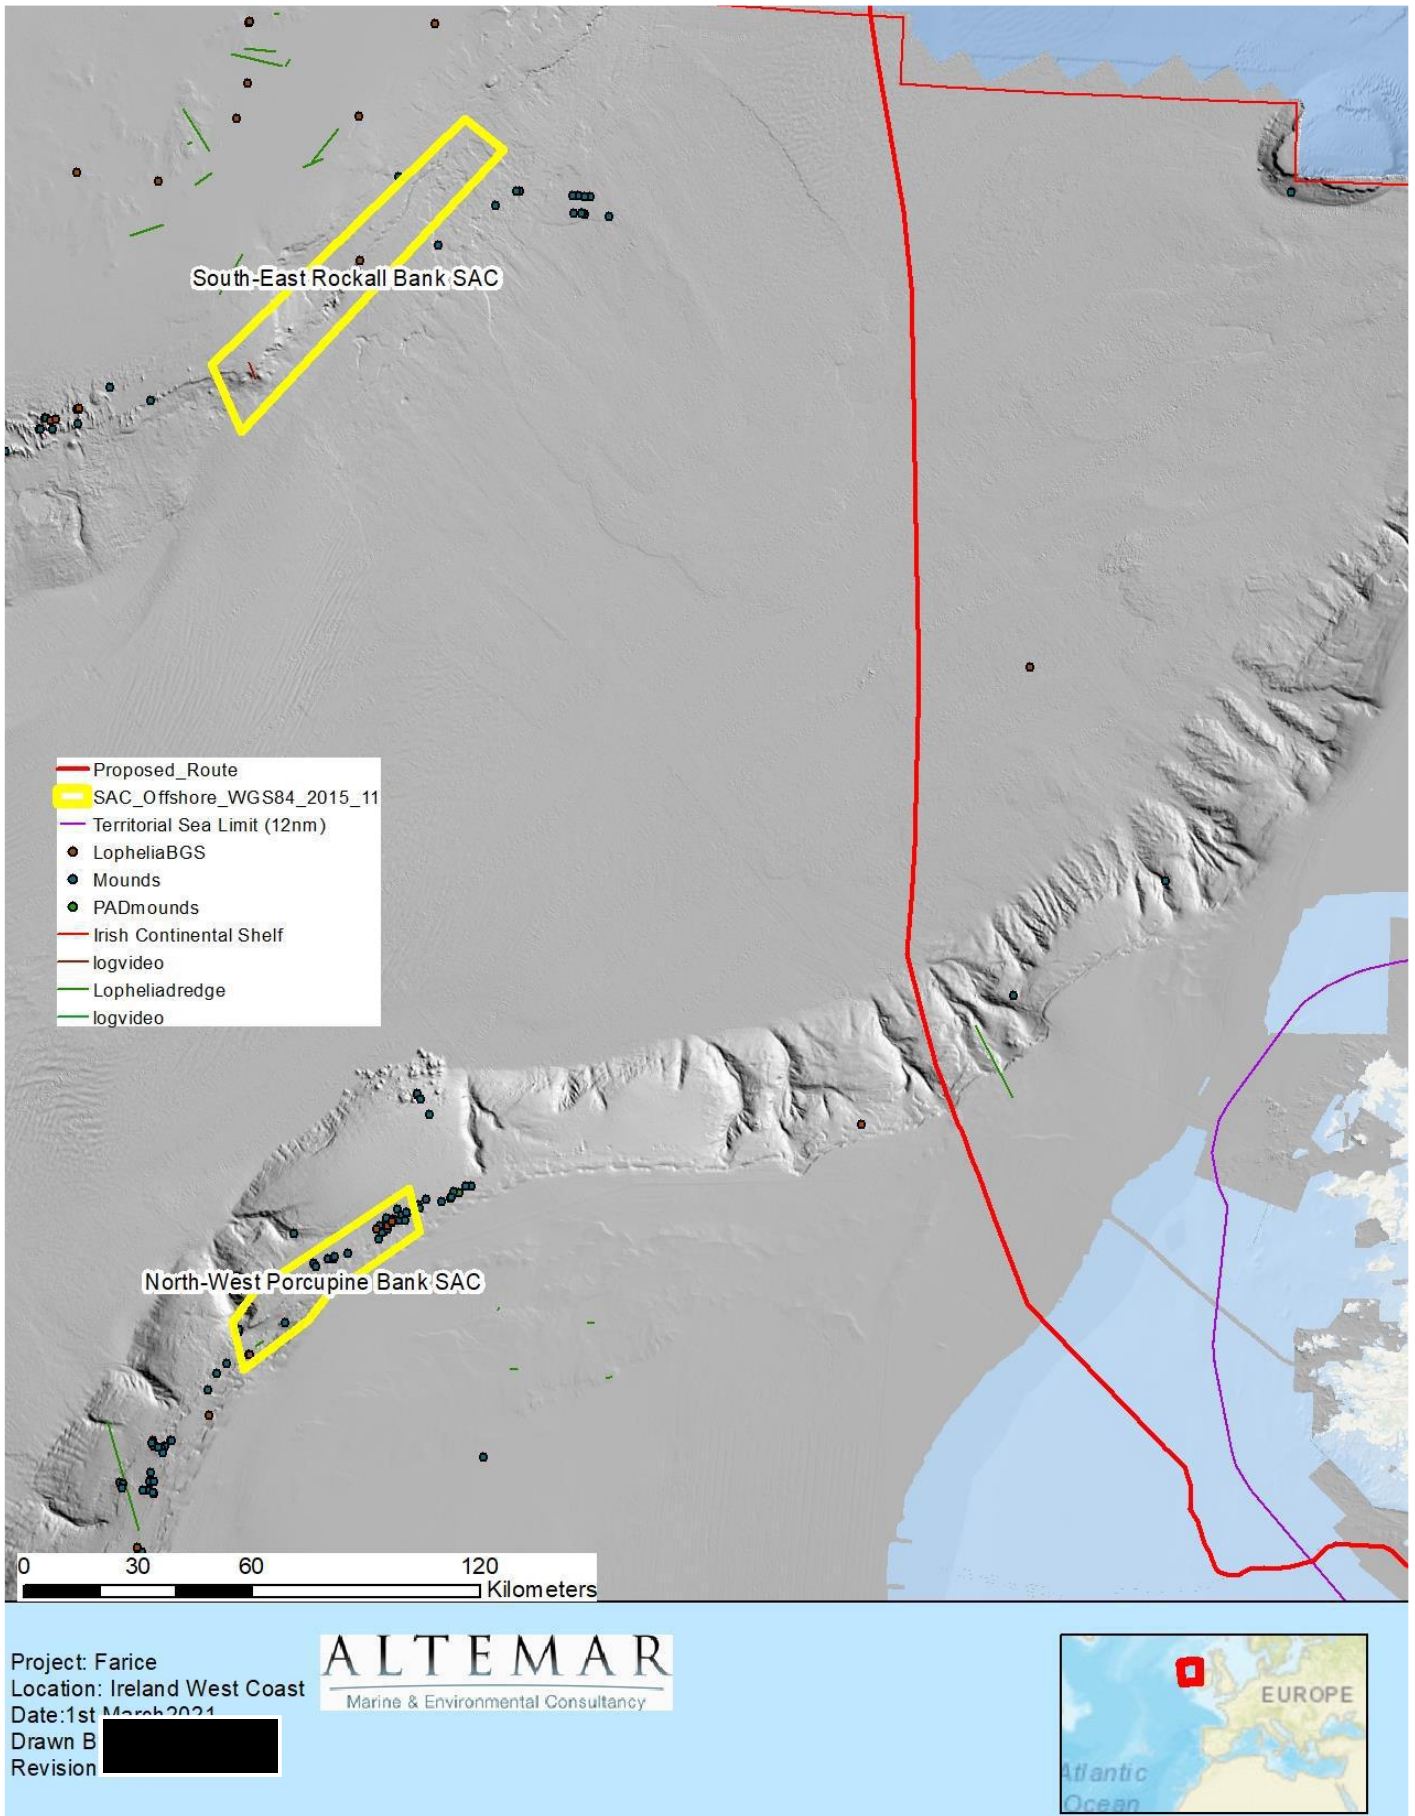 South-East Rockall Bank SAC
Proposed_Route
SAC_Offshore_WGS84_2015_11
Territorial Sea Limit (12nm)
LopheliaBGS
Mounds
PADmounds
Irish Continental Shelf
logvideo
Lopheliadredge
logvideo
North-West Porcupine Bank SAC
0 30 60 120
Kilometers
Project: Farice
Location: Ireland West Coast
Date:1st March2021
Drawn B
Revision
ALTEMAR
Marine & Environmental Consultancy
EUROPE
Atlantic
Ocean